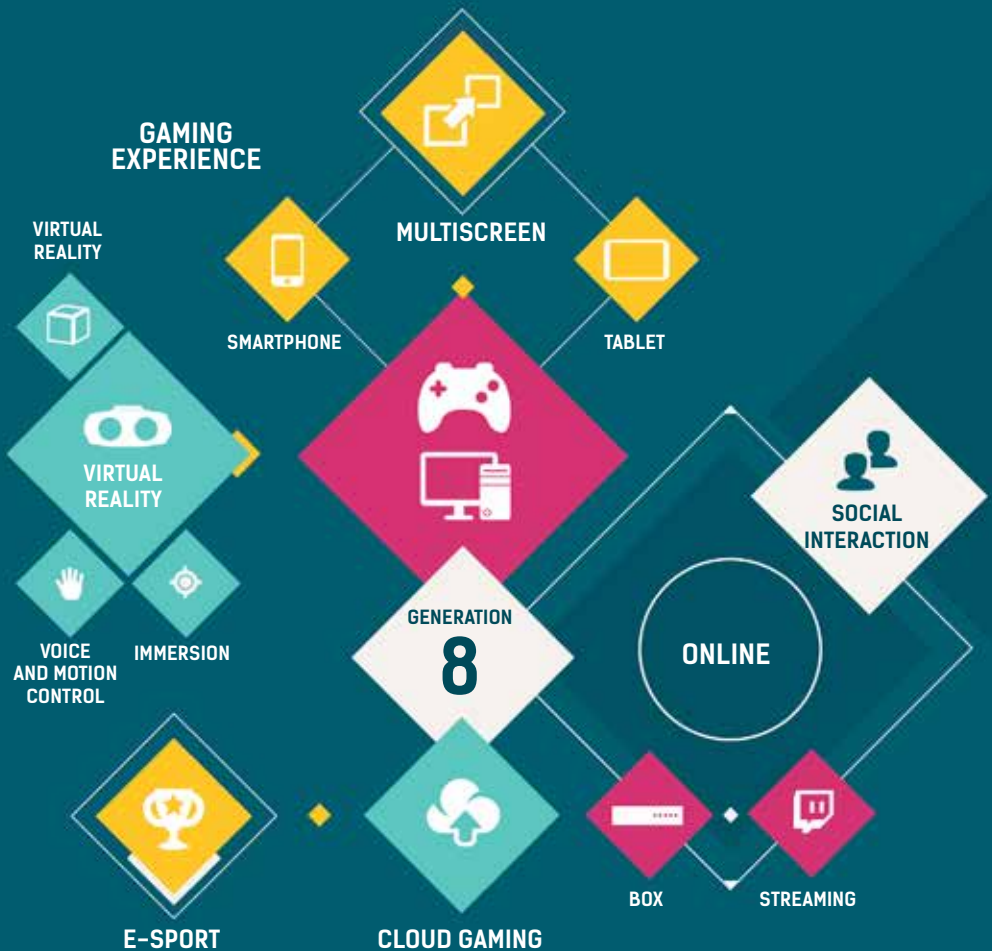 GAMING
EXPERIENCE
MULTISCREEN
VIRTUAL
REALITY
SMARTPHONE
TABLET
VIRTUAL
REALITY
SOCIAL
INTERACTION
GENERATION
8
ONLINE
VOICE
AND MOTION
CONTROL
IMMERSION
BOX
STREAMING
E-SPORT
CLOUD GAMING